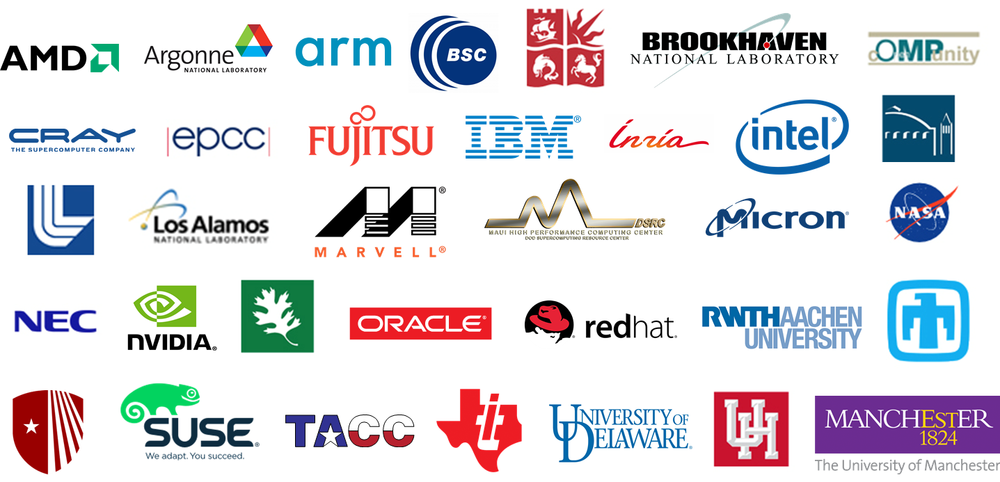 AMD
Argonne
NATIONAL LABORATORY
arm
BSC
BROOKHAVEN
NATIONAL LABORATORY
cOMPunity
CRAY
THE SUPERCOMPUTER COMPANY
|epcc|
FUJITSU
IBM®
Inria
intel®
Los Alamos
NATIONAL LABORATORY
®
MARVELL®
DSRC
MAUI HIGH PERFORMANCE COMPUTING CENTER
DOD SUPERCOMPUTING RESOURCE CENTER
Micron®
NASA
NEC
NVIDIA®
ORACLE®
redhat®
RWTHAACHEN
UNIVERSITY
SUSE®
We adapt. You succeed.
TACC
ti
UNIVERSITY OF
DELAWARE®
UH
MANCHESTER
1824
The University of Manchester